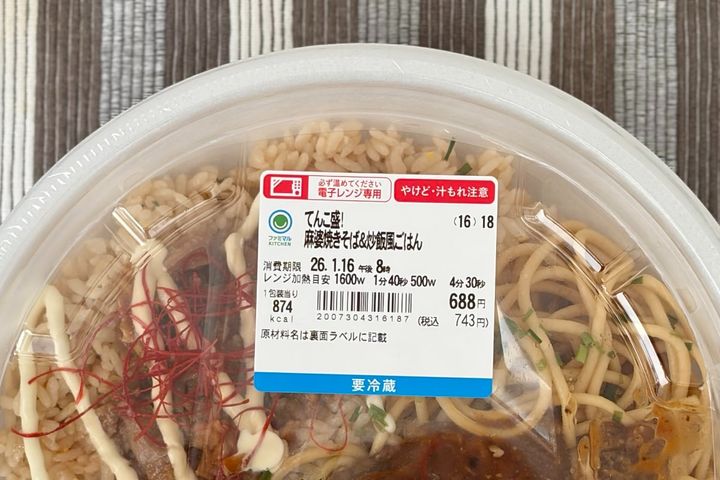 必ず温めてください
電子レンジ専用
やけど・汁もれ注意
ファミマル
KITCHEN
てんこ盛!
(16) 18
麻婆焼きそば&炒飯風ごはん
消費期限 26.1.16 午後 8時
レンジ加熱目安 1600W 1分40秒 500W 4分30秒
1包装当り
874
kcal
2007304316187
688円
(税込 743円)
原材料名は裏面ラベルに記載
要冷蔵